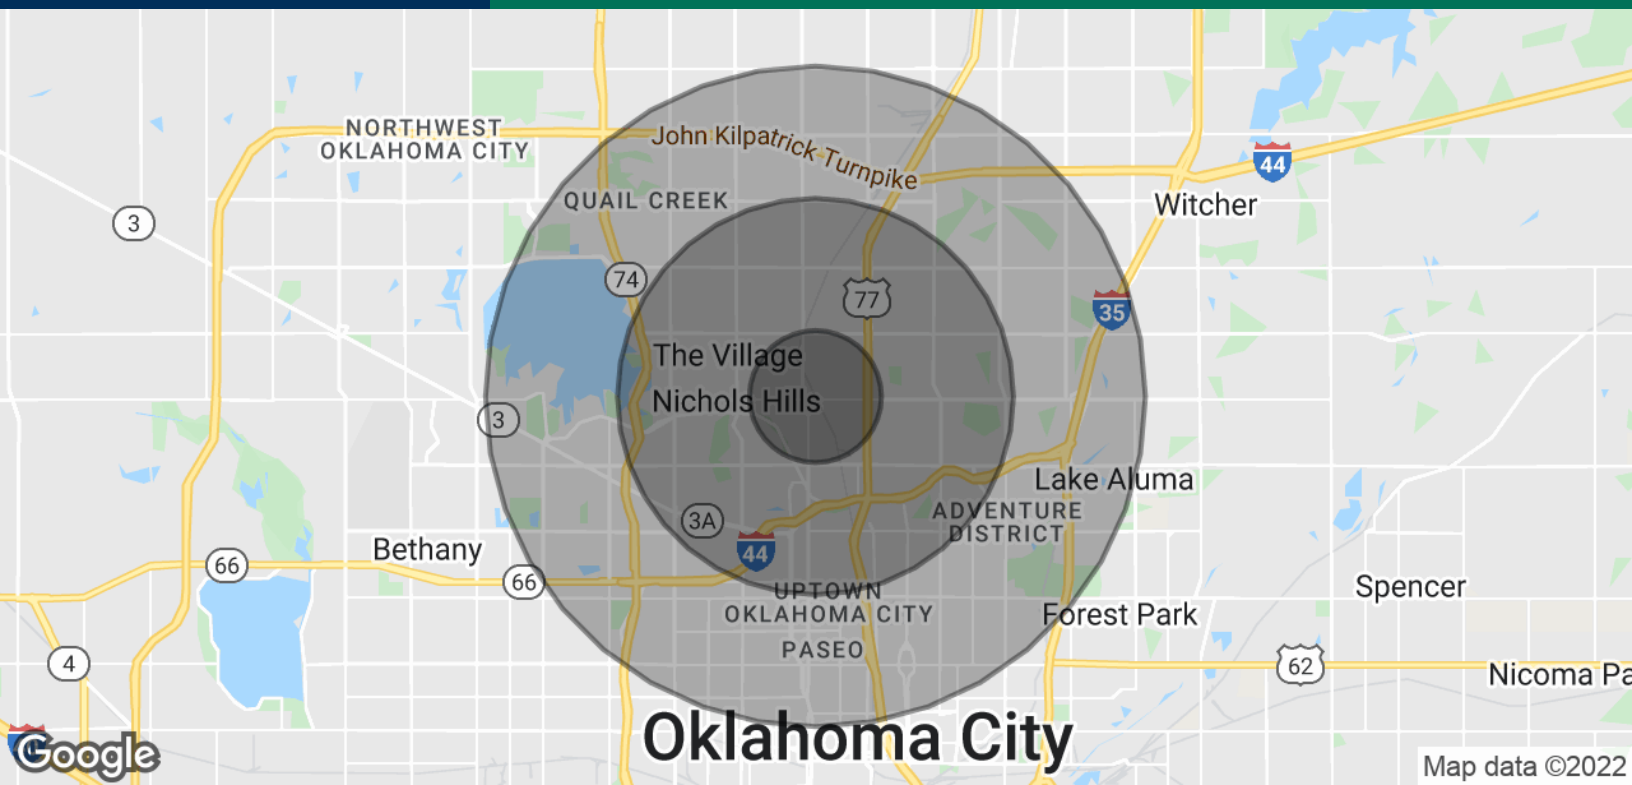 NORTHWEST
OKLAHOMA CITY
John Kilpatrick Turnpike
44
QUAIL CREEK
Witcher
3
74
77
35
The Village
Nichols Hills
3
Lake Aluma
3A
ADVENTURE
DISTRICT
Bethany
44
66
66
UPTOWN
OKLAHOMA CITY
Spencer
Forest Park
PASEO
4
62
Nicoma Pa
Oklahoma City
Google
Map data ©2022